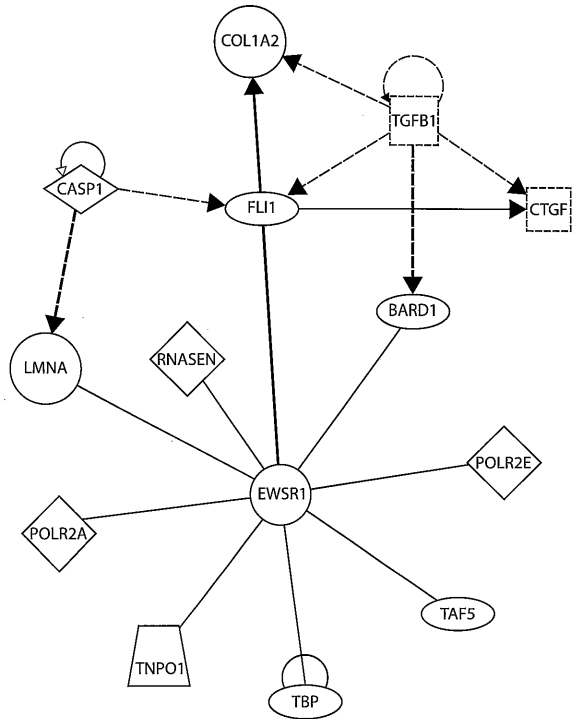 COL1A2
TGFB1
CASP1
FLI1
CTGF
BARD1
RNASEN
LMNA
POLR2E
EWSR1
POLR2A
TAF5
TNPO1
TBP